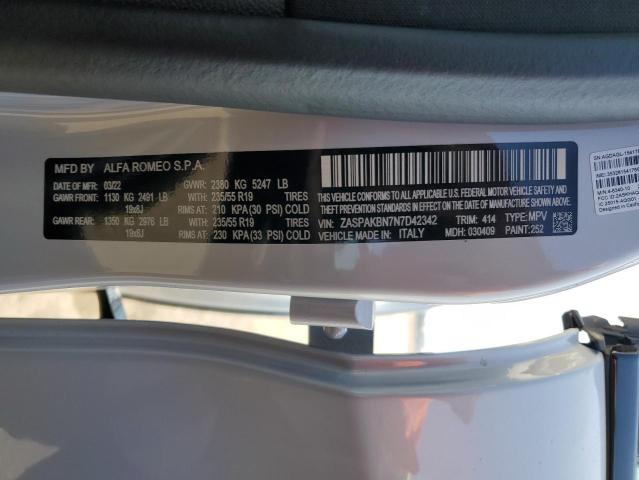 MFD BY ALFA ROMEO S.P.A.
DATE: 03/22 GVWR: 2380 KG 5247 LB
GAWR FRONT: 1130 KG 2491 LB WITH: 235/55 R19 TIRES
19x8J RIMS AT: 210 KPA (30 PSI) COLD
GAWR REAR: 1350 KG 2976 LB WITH: 235/55 R19 TIRES
19x8J RIMS AT: 230 KPA (33 PSI) COLD
THIS VEHICLE CONFORMS TO ALL APPLICABLE U.S. FEDERAL MOTOR
VEHICLE SAFETY, BUMPER, AND THEFT PREVENTION STANDARDS IN EFFECT ON
THE DATE OF MANUFACTURE SHOWN ABOVE.
VIN: ZASPAKBN7N7D42342 TRIM: 414 TYPE: MPV
VEHICLE MADE IN: ITALY MDH: 030409 PAINT: 252